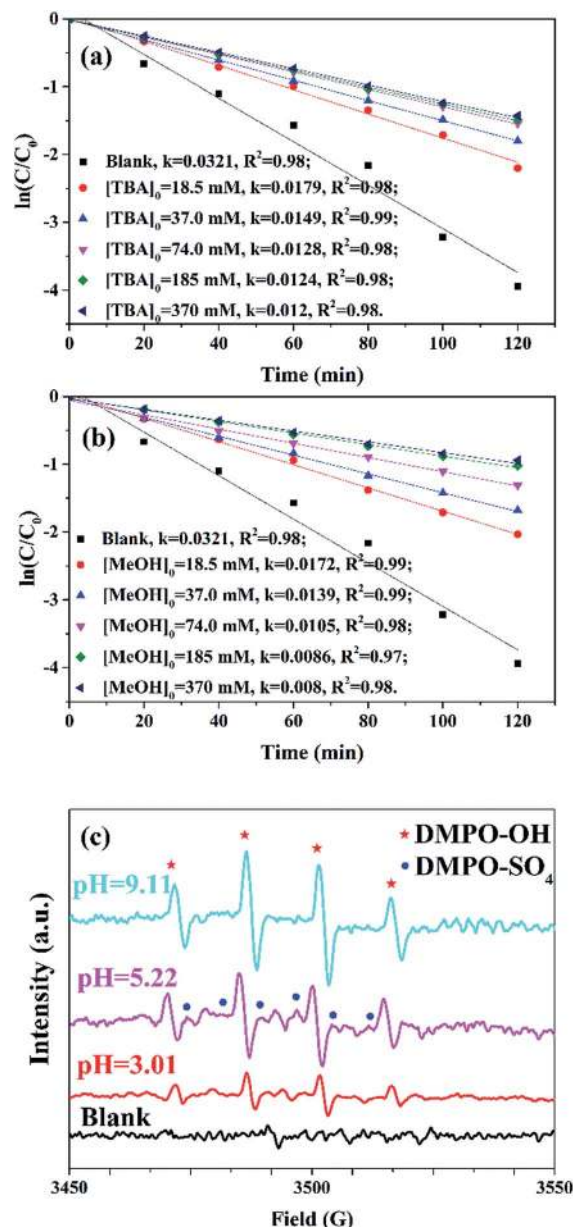 (a)
ln(C/C0)
0
-1
-2
-3
-4
Blank, k=0.0321, R²=0.98;
[TBA]0=18.5 mM, k=0.0179, R²=0.98;
[TBA]0=37.0 mM, k=0.0149, R²=0.99;
[TBA]0=74.0 mM, k=0.0128, R²=0.98;
[TBA]0=185 mM, k=0.0124, R²=0.98;
[TBA]0=370 mM, k=0.012, R²=0.98.
0 20 40 60 80 100 120
Time (min)
(b)
ln(C/C0)
0
-1
-2
-3
-4
Blank, k=0.0321, R²=0.98;
[MeOH]0=18.5 mM, k=0.0172, R²=0.99;
[MeOH]0=37.0 mM, k=0.0139, R²=0.99;
[MeOH]0=74.0 mM, k=0.0105, R²=0.98;
[MeOH]0=185 mM, k=0.0086, R²=0.97;
[MeOH]0=370 mM, k=0.008, R²=0.98.
0 20 40 60 80 100 120
Time (min)
(c)
DMPO-OH
DMPO-SO4
Intensity (a.u.)
pH=9.11
pH=5.22
pH=3.01
Blank
3450 3500 3550
Field (G)